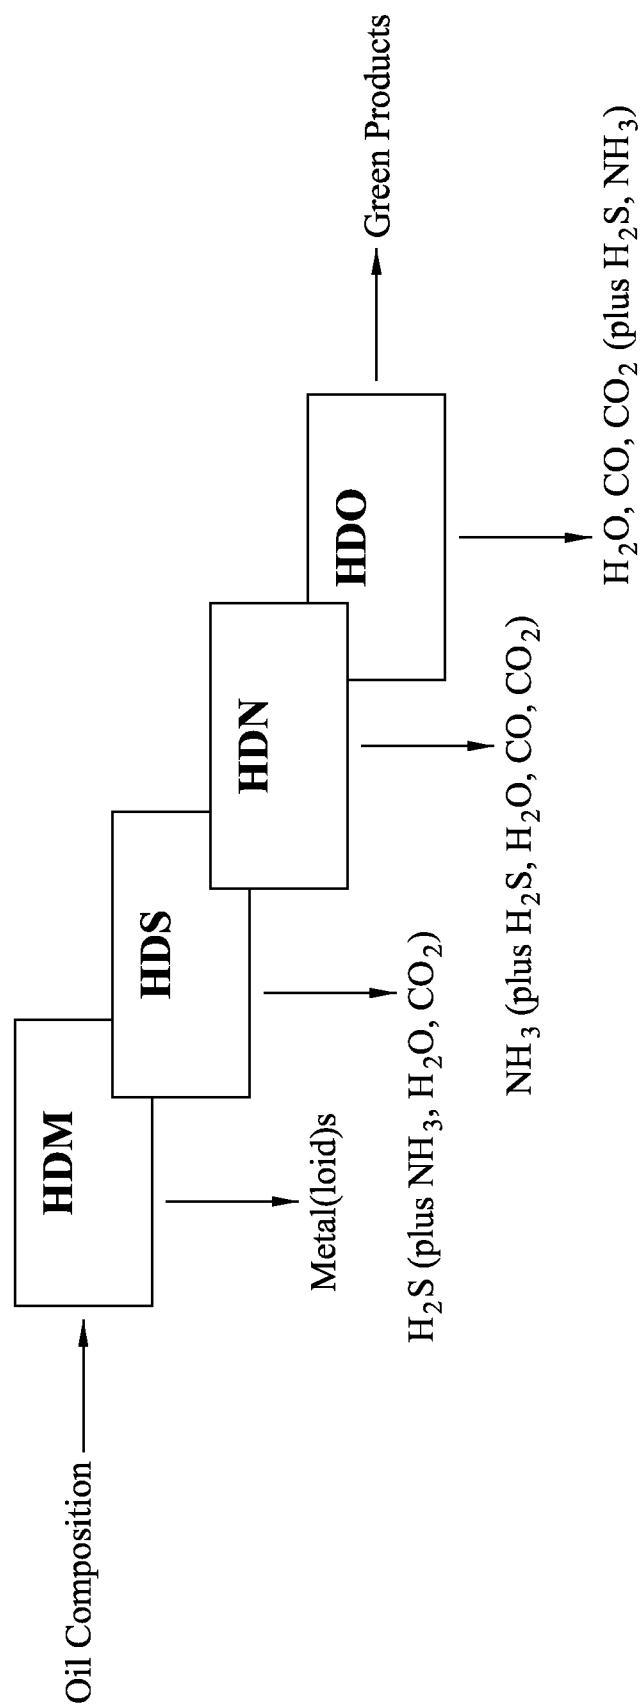 Oil Composition
HDM
Metal(loid)s
HDS
H₂S (plus NH₃, H₂O, CO₂)
HDN
NH₃ (plus H₂S, H₂O, CO, CO₂)
HDO
H₂O, CO, CO₂ (plus H₂S, NH₃)
Green Products